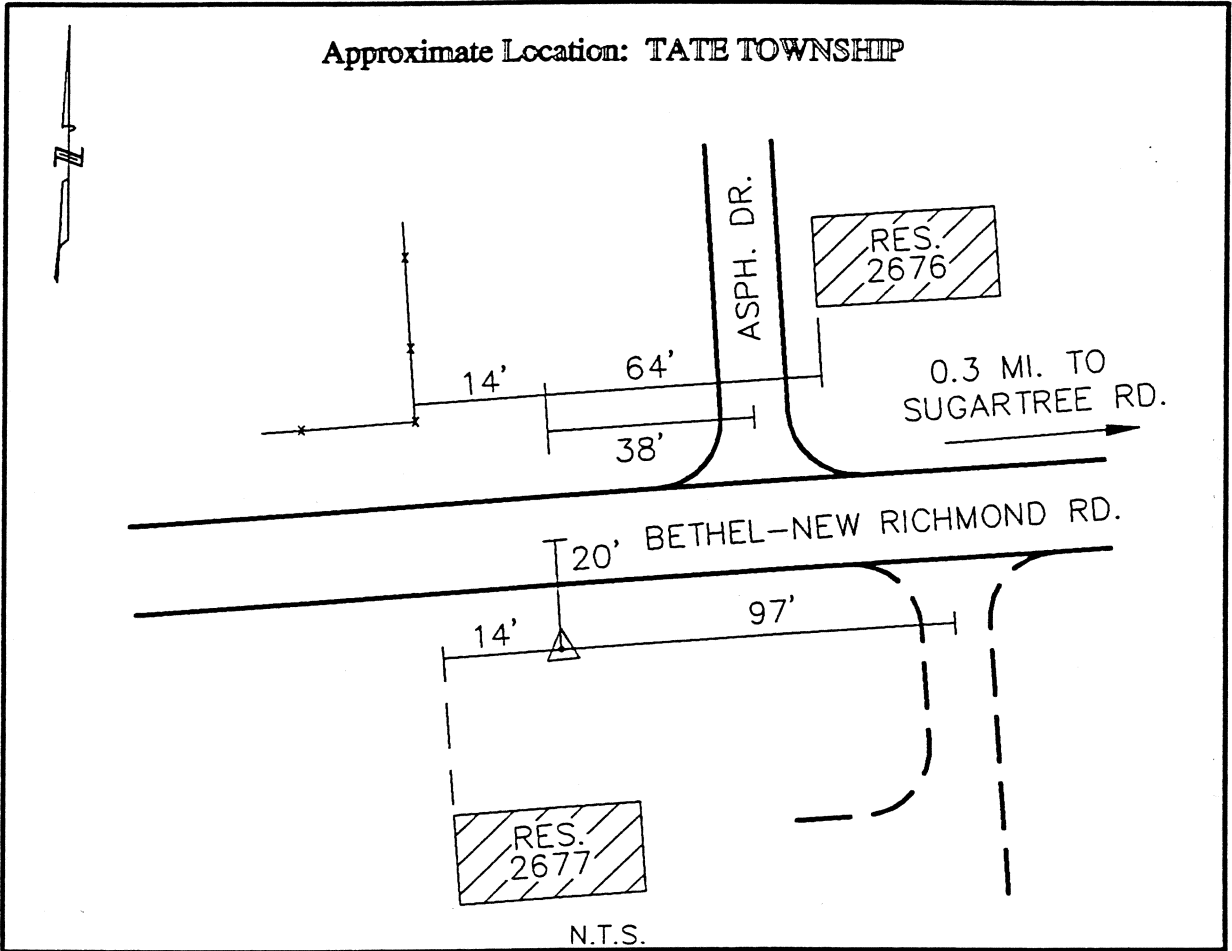 Approximate Location: TATE TOWNSHIP
N
ASPH. DR.
RES.
2676
14'
64'
38'
0.3 MI. TO
SUGARTREE RD.
20'
BETHEL-NEW RICHMOND RD.
14'
97'
RES.
2677
N.T.S.